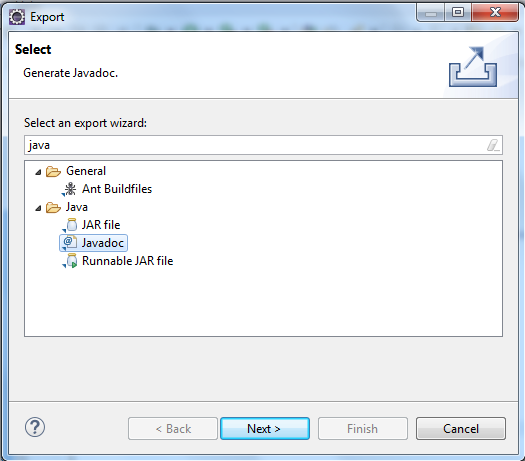 Export
Select
Generate Javadoc.
Select an export wizard:
java
General
Ant Buildfiles
Java
JAR file
Javadoc
Runnable JAR file
? < Back Next > Finish Cancel